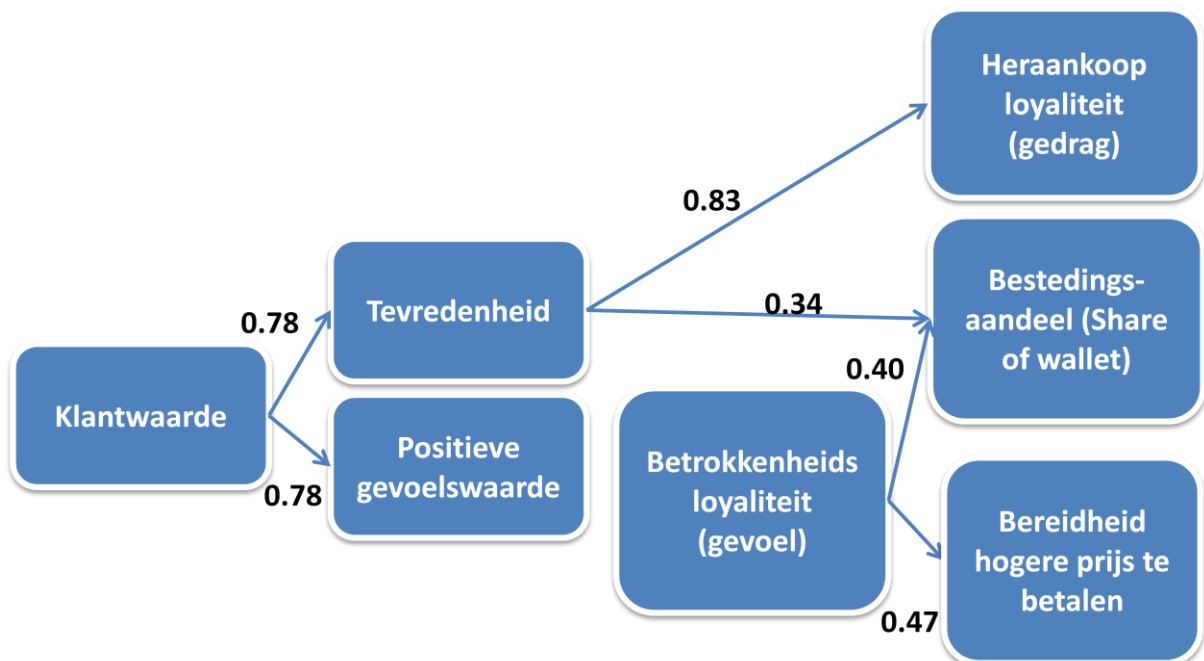 Heraankoop
loyaliteit
(gedrag)
0.83
Tevredenheid
0.34
Bestedings-
aandeel (Share
of wallet)
0.78
0.40
Klantwaarde
Positieve
gevoelswaarde
0.78
Betrokkenheids
loyaliteit
(gevoel)
Bereidheid
hogere prijs te
betalen
0.47